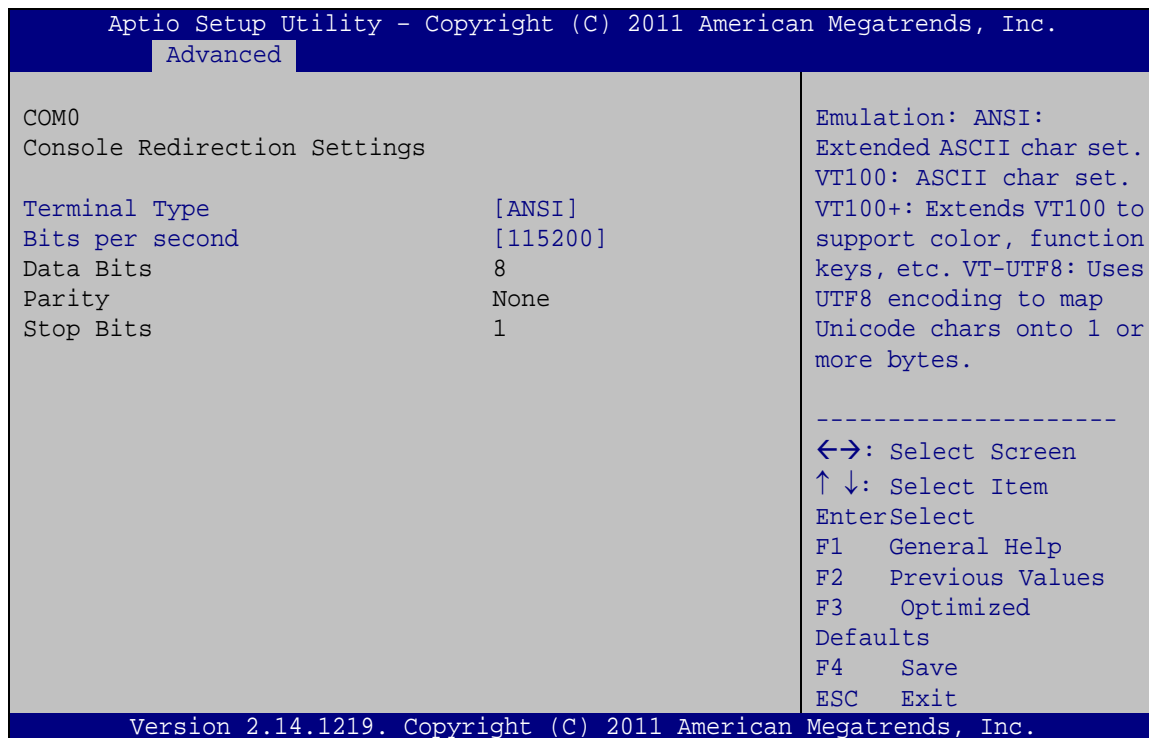 Aptio Setup Utility – Copyright (C) 2011 American Megatrends, Inc.
Advanced
COM0
Console Redirection Settings
Terminal Type [ANSI]
Bits per second [115200]
Data Bits 8
Parity None
Stop Bits 1
Emulation: ANSI:
Extended ASCII char set.
VT100: ASCII char set.
VT100+: Extends VT100 to
support color, function
keys, etc. VT-UTF8: Uses
UTF8 encoding to map
Unicode chars onto 1 or
more bytes.
---------------------
←→: Select Screen
↑ ↓: Select Item
EnterSelect
F1 General Help
F2 Previous Values
F3 Optimized
Defaults
F4 Save
ESC Exit
Version 2.14.1219. Copyright (C) 2011 American Megatrends, Inc.